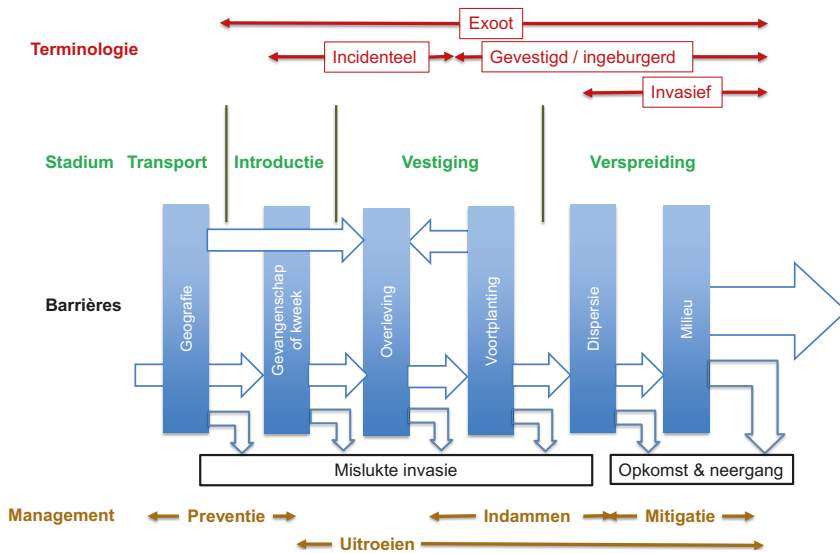 Exoot
Terminologie
Incidenteel
Gevestigd / ingeburgerd
Invasief
Stadium Transport Introductie Vestiging Verspreiding
Barrières
Geografie
Gevangenschap
of kweek
Overleving
Voortplanting
Dispersie
Milieu
Mislukte invasie
Opkomst & neergang
Management Preventie Indammen Mitigatie
Uitroeien